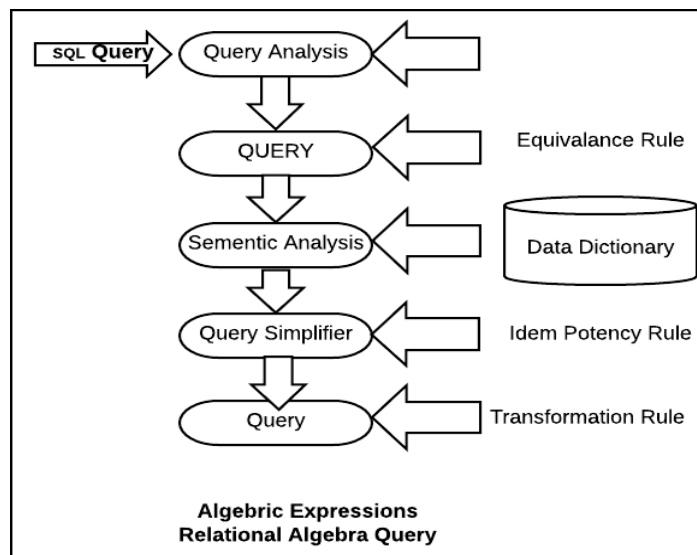 SQL Query
Query Analysis
QUERY
Equivalance Rule
Sementic Analysis
Data Dictionary
Query Simplifier
Idem Potency Rule
Query
Transformation Rule
Algebric Expressions
Relational Algebra Query